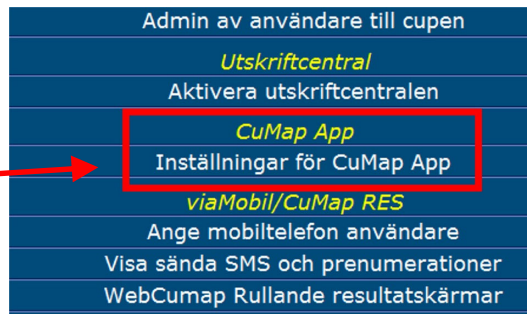 Admin av användare till cupen
Utskriftcentral
Aktivera utskriftcentralen
CuMap App
Inställningar för CuMap App
viaMobil/CuMap RES
Ange mobiltelefon användare
Visa sända SMS och prenumerationer
WebCumap Rullande resultatskärmar